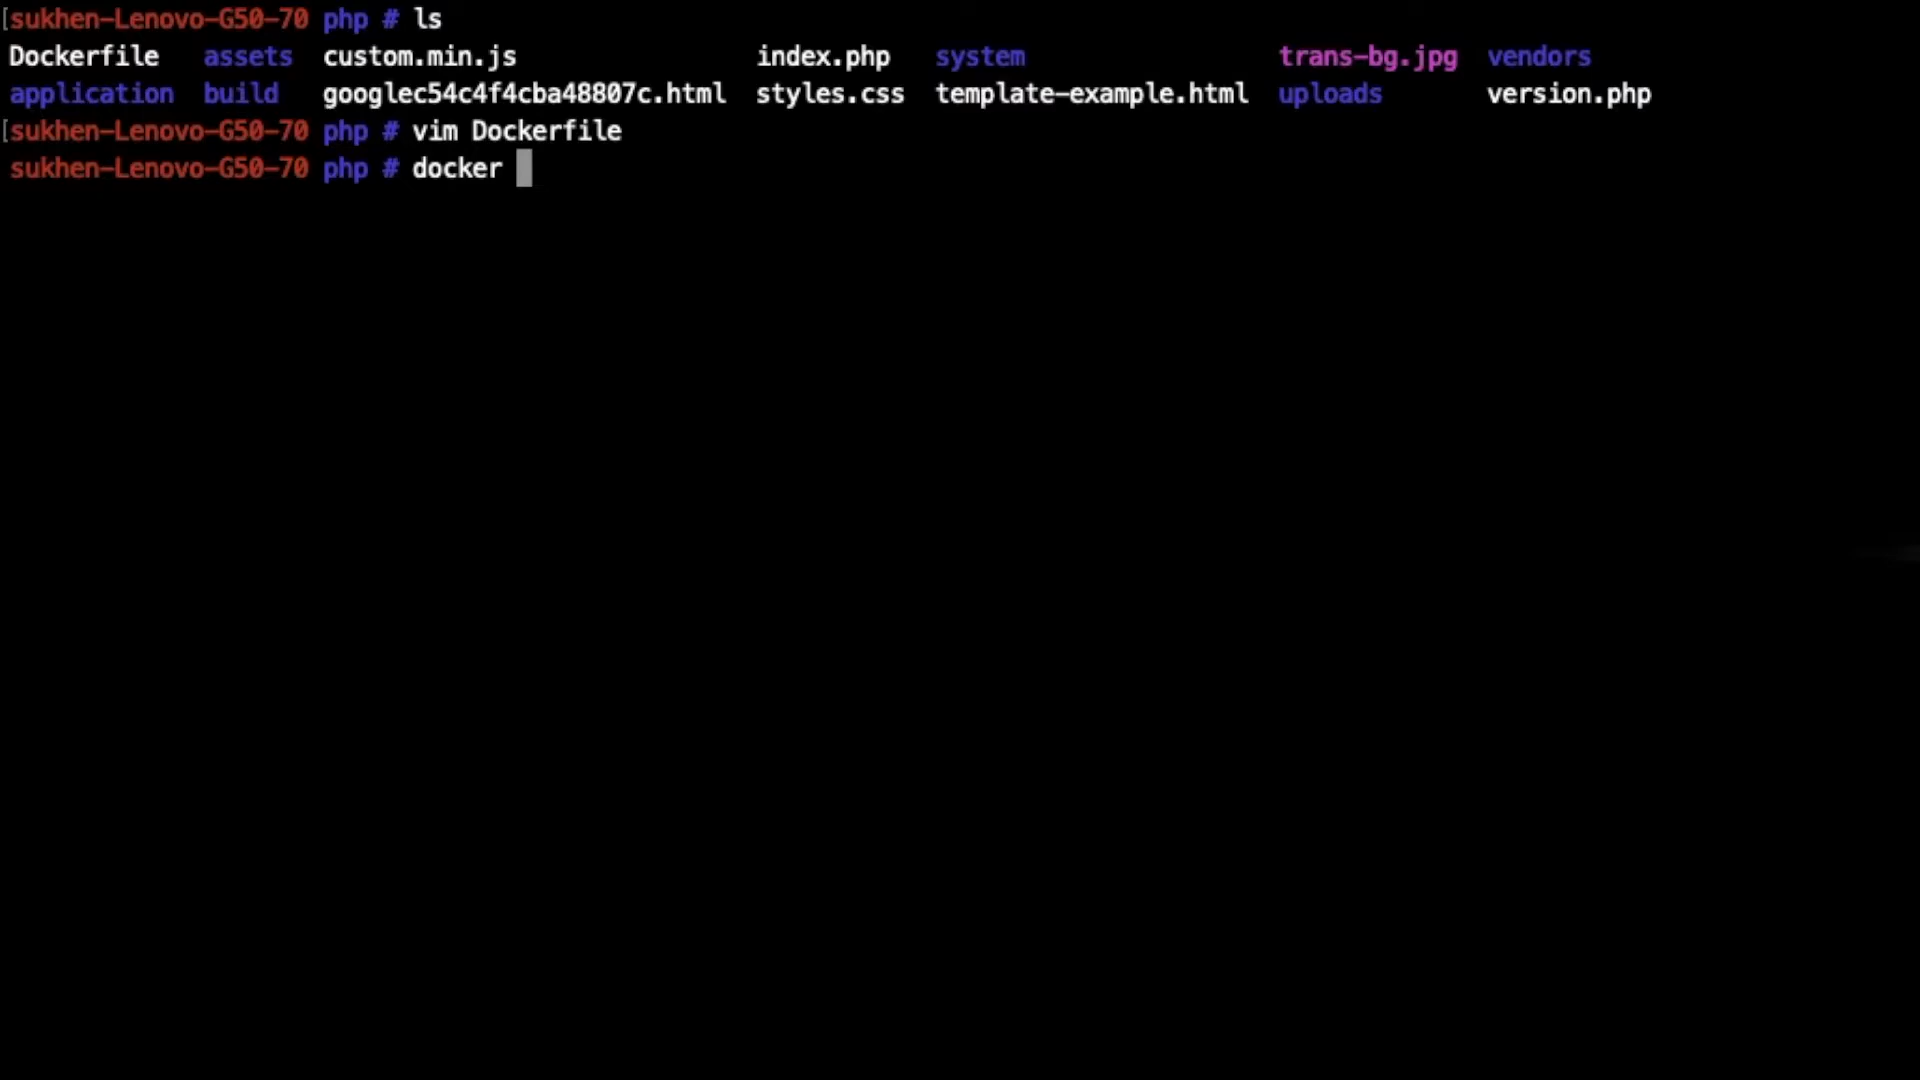 [sukhen-Lenovo-G50-70 php # ls
Dockerfile assets custom.min.js index.php system trans-bg.jpg vendors
application build googlec54c4f4cba48807c.html styles.css template-example.html uploads version.php
[sukhen-Lenovo-G50-70 php # vim Dockerfile
sukhen-Lenovo-G50-70 php # docker